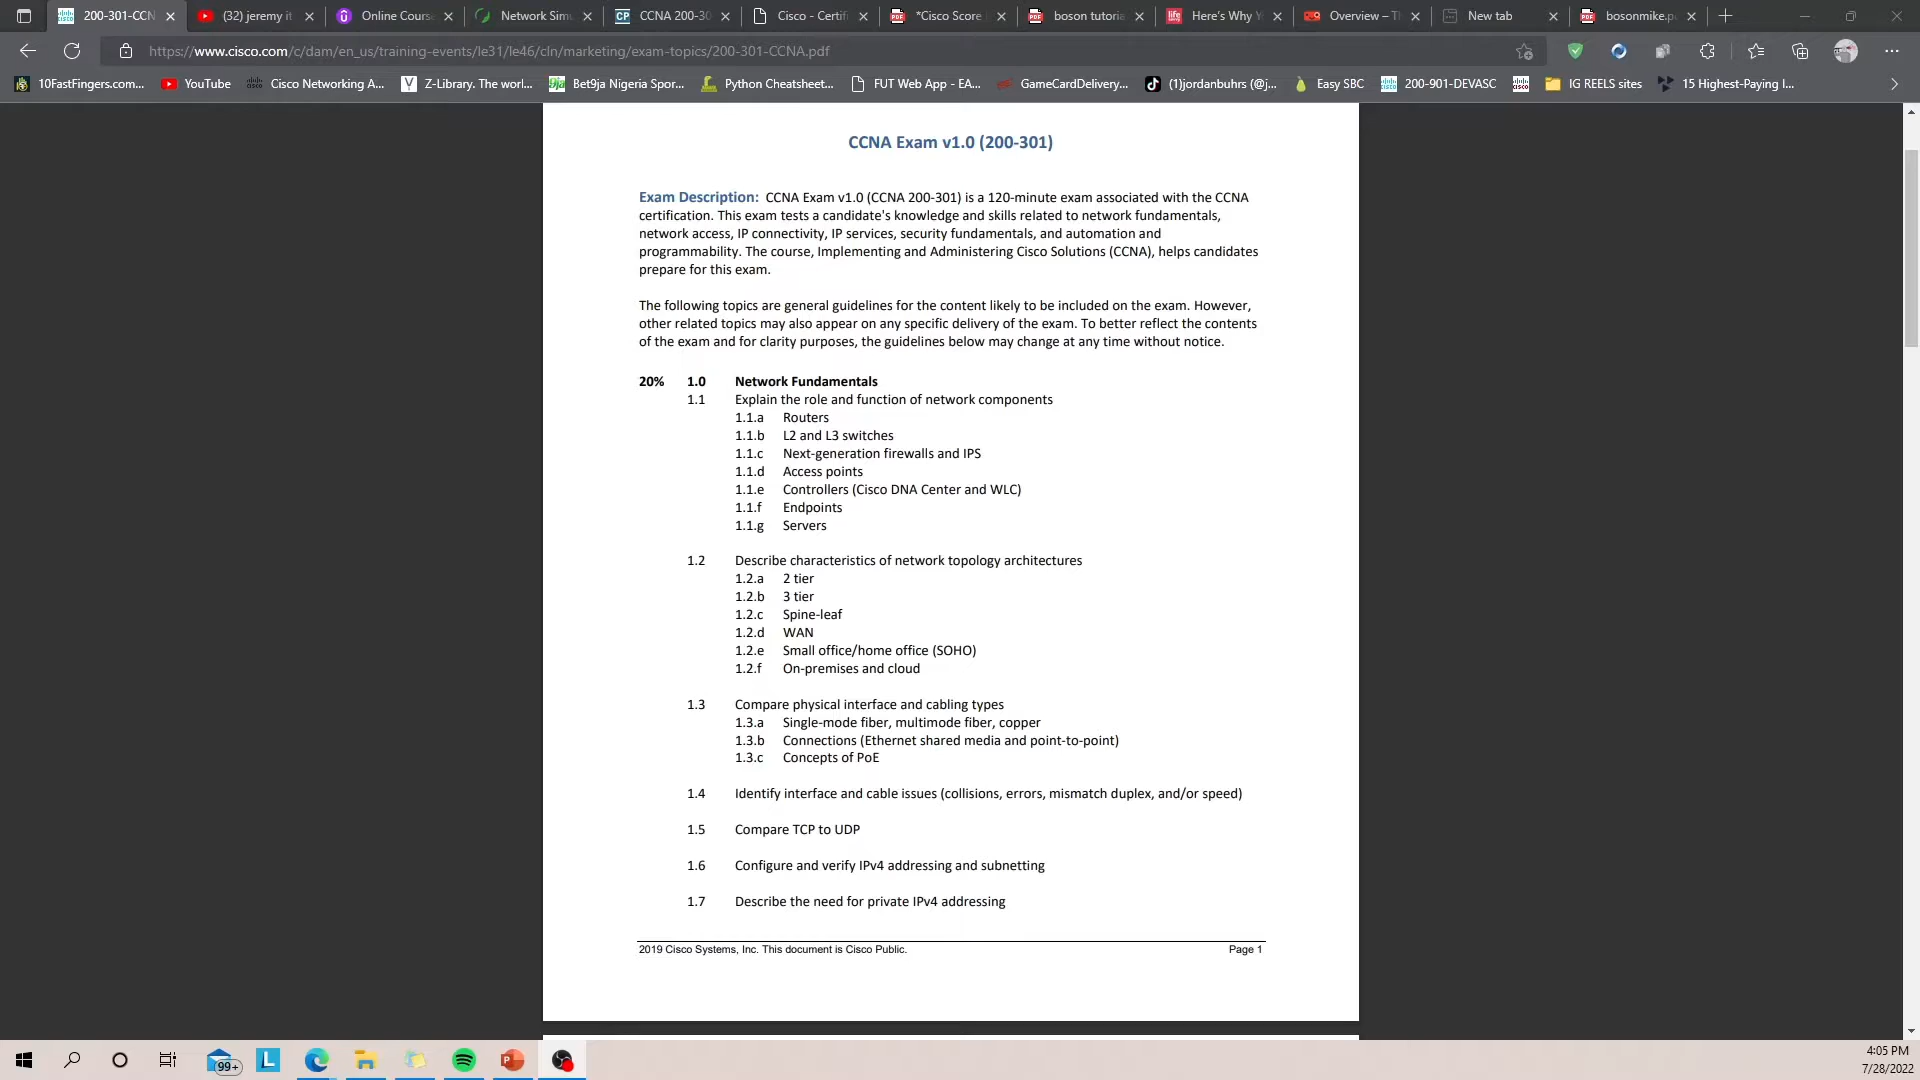 200-301-CCN
(32) jeremy it
Online Cours
Network Sim
CP
CCNA 200-30
Cisco - Certifi
*Cisco Score
boson tutoria
life
Here's Why Y
Overview – T
New tab
bosonmike.p
https://www.cisco.com/c/dam/en_us/training-events/le31/le46/cln/marketing/exam-topics/200-301-CCNA.pdf
10FastFingers.com...
YouTube
Cisco Networking A...
Z-Library. The worl...
Bet9ja Nigeria Spor...
Python Cheatsheet...
FUT Web App - EA...
GameCardDelivery...
(1)jordanbuhrs (@j...
Easy SBC
200-901-DEVASC
IG REELS sites
15 Highest-Paying I...
CCNA Exam v1.0 (200-301)
Exam Description: CCNA Exam v1.0 (CCNA 200-301) is a 120-minute exam associated with the CCNA
certification. This exam tests a candidate's knowledge and skills related to network fundamentals,
network access, IP connectivity, IP services, security fundamentals, and automation and
programmability. The course, Implementing and Administering Cisco Solutions (CCNA), helps candidates
prepare for this exam.
The following topics are general guidelines for the content likely to be included on the exam. However,
other related topics may also appear on any specific delivery of the exam. To better reflect the contents
of the exam and for clarity purposes, the guidelines below may change at any time without notice.
20% 1.0 Network Fundamentals
1.1 Explain the role and function of network components
1.1.a Routers
1.1.b L2 and L3 switches
1.1.c Next-generation firewalls and IPS
1.1.d Access points
1.1.e Controllers (Cisco DNA Center and WLC)
1.1.f Endpoints
1.1.g Servers
1.2 Describe characteristics of network topology architectures
1.2.a 2 tier
1.2.b 3 tier
1.2.c Spine-leaf
1.2.d WAN
1.2.e Small office/home office (SOHO)
1.2.f On-premises and cloud
1.3 Compare physical interface and cabling types
1.3.a Single-mode fiber, multimode fiber, copper
1.3.b Connections (Ethernet shared media and point-to-point)
1.3.c Concepts of PoE
1.4 Identify interface and cable issues (collisions, errors, mismatch duplex, and/or speed)
1.5 Compare TCP to UDP
1.6 Configure and verify IPv4 addressing and subnetting
1.7 Describe the need for private IPv4 addressing
2019 Cisco Systems, Inc. This document is Cisco Public. Page 1
99+
L
4:05 PM
7/28/2022